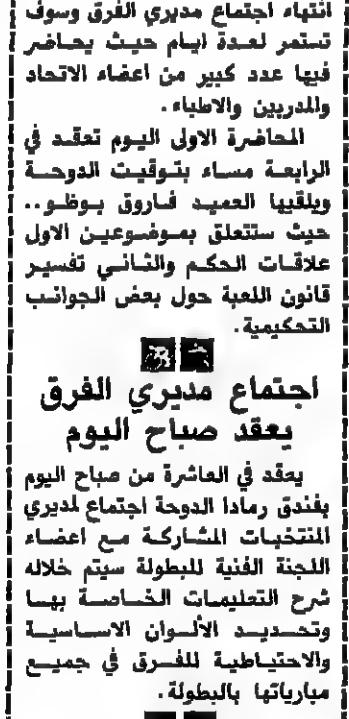 انتهاء اجتماع مديري الفرق وسوف
تستمر لعدة ايام حيث يحاضر
فيها عدد كبير من اعضاء الاتحاد
والمدربين والاطباء .
المحاضرة الاولى اليوم تعقد في
الرابعة مساء بتوقيت الدوحة
ويلقيها العميد فاروق بوظو ..
حيث ستتعلق بموضوعين الاول
علاقات الحكم والثاني تفسير
قانون اللعبة حول بعض الجوانب
التحكيمية .
اجتماع مديري الفرق
يعقد صباح اليوم
يعقد في العاشرة من صباح اليوم
بفندق رمادا الدوحة اجتماع لمديري
المنتخبات المشاركة مع اعضاء
اللجنة الفنية للبطولة سيتم خلاله
شرح التعليمات الخاصة بها
وتحديد الألوان الاساسية
والاحتياطية للفرق في جميع
مبارياتها بالبطولة .